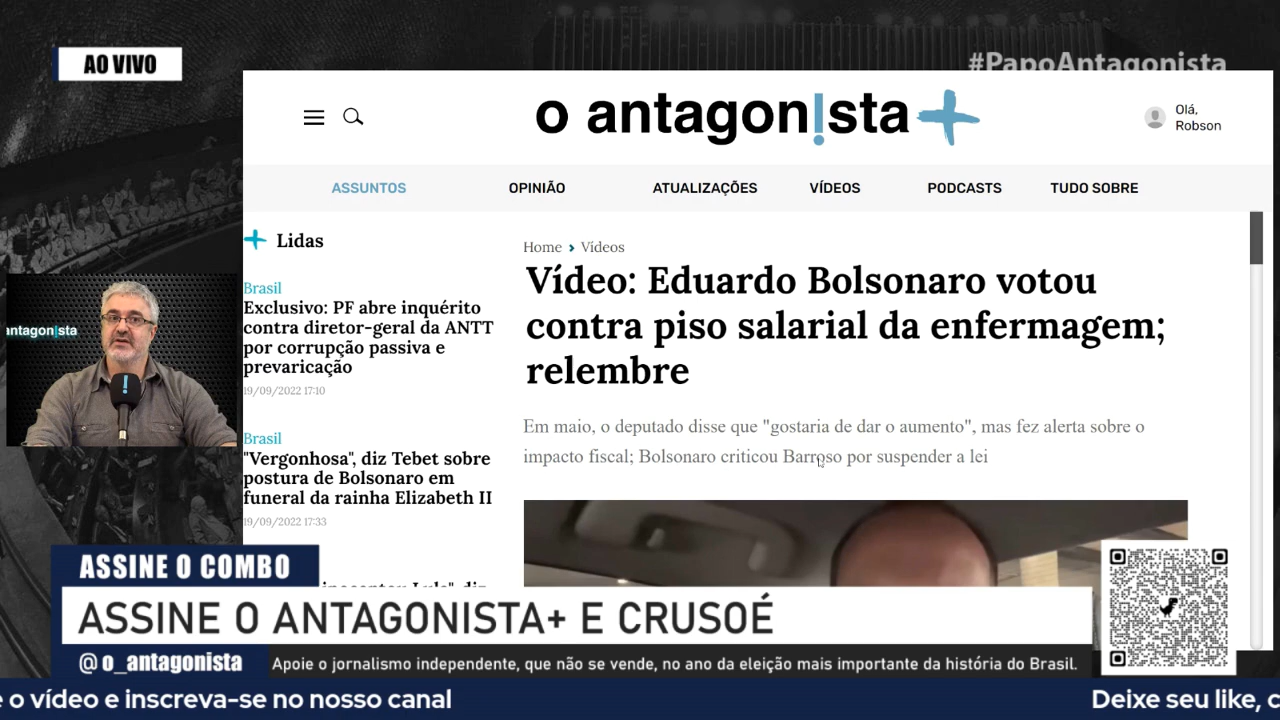 AO VIVO
#PapoAntagonista
o antagon!sta+
Olá,
Robson
ASSUNTOS OPINIÃO ATUALIZAÇÕES VÍDEOS PODCASTS TUDO SOBRE
+ Lidas
Brasil
Exclusivo: PF abre inquérito
contra diretor-geral da ANTT
por corrupção passiva e
prevaricação
19/09/2022 17:10
Brasil
"Vergonhosa", diz Tebet sobre
postura de Bolsonaro em
funeral da rainha Elizabeth II
19/09/2022 17:33
Home › Vídeos
Vídeo: Eduardo Bolsonaro votou
contra piso salarial da enfermagem;
relembre
Em maio, o deputado disse que "gostaria de dar o aumento", mas fez alerta sobre o
impacto fiscal; Bolsonaro criticou Barroso por suspender a lei
antagon!sta
!
ASSINE O COMBO
ASSINE O ANTAGONISTA+ E CRUSOÉ
@o_antagonista
Apoie o jornalismo independente, que não se vende, no ano da eleição mais importante da história do Brasil.
e o vídeo e inscreva-se no nosso canal
Deixe seu like, c